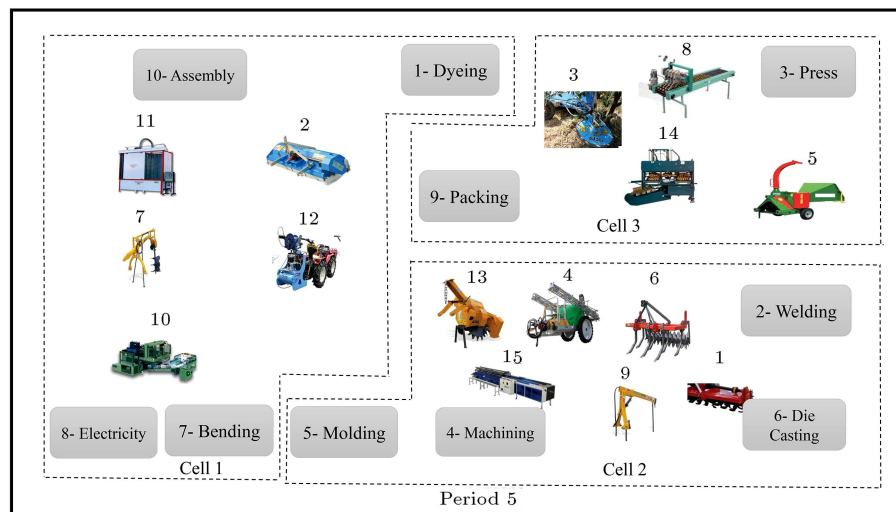 10- Assembly
1- Dyeing
11
2
7
12
10
8- Electricity
7- Bending
Cell 1
8
3
3- Press
14
5
9- Packing
Cell 3
13
4
6
2- Welding
15
9
1
5- Molding
4- Machining
6- Die
Casting
Cell 2
Period 5